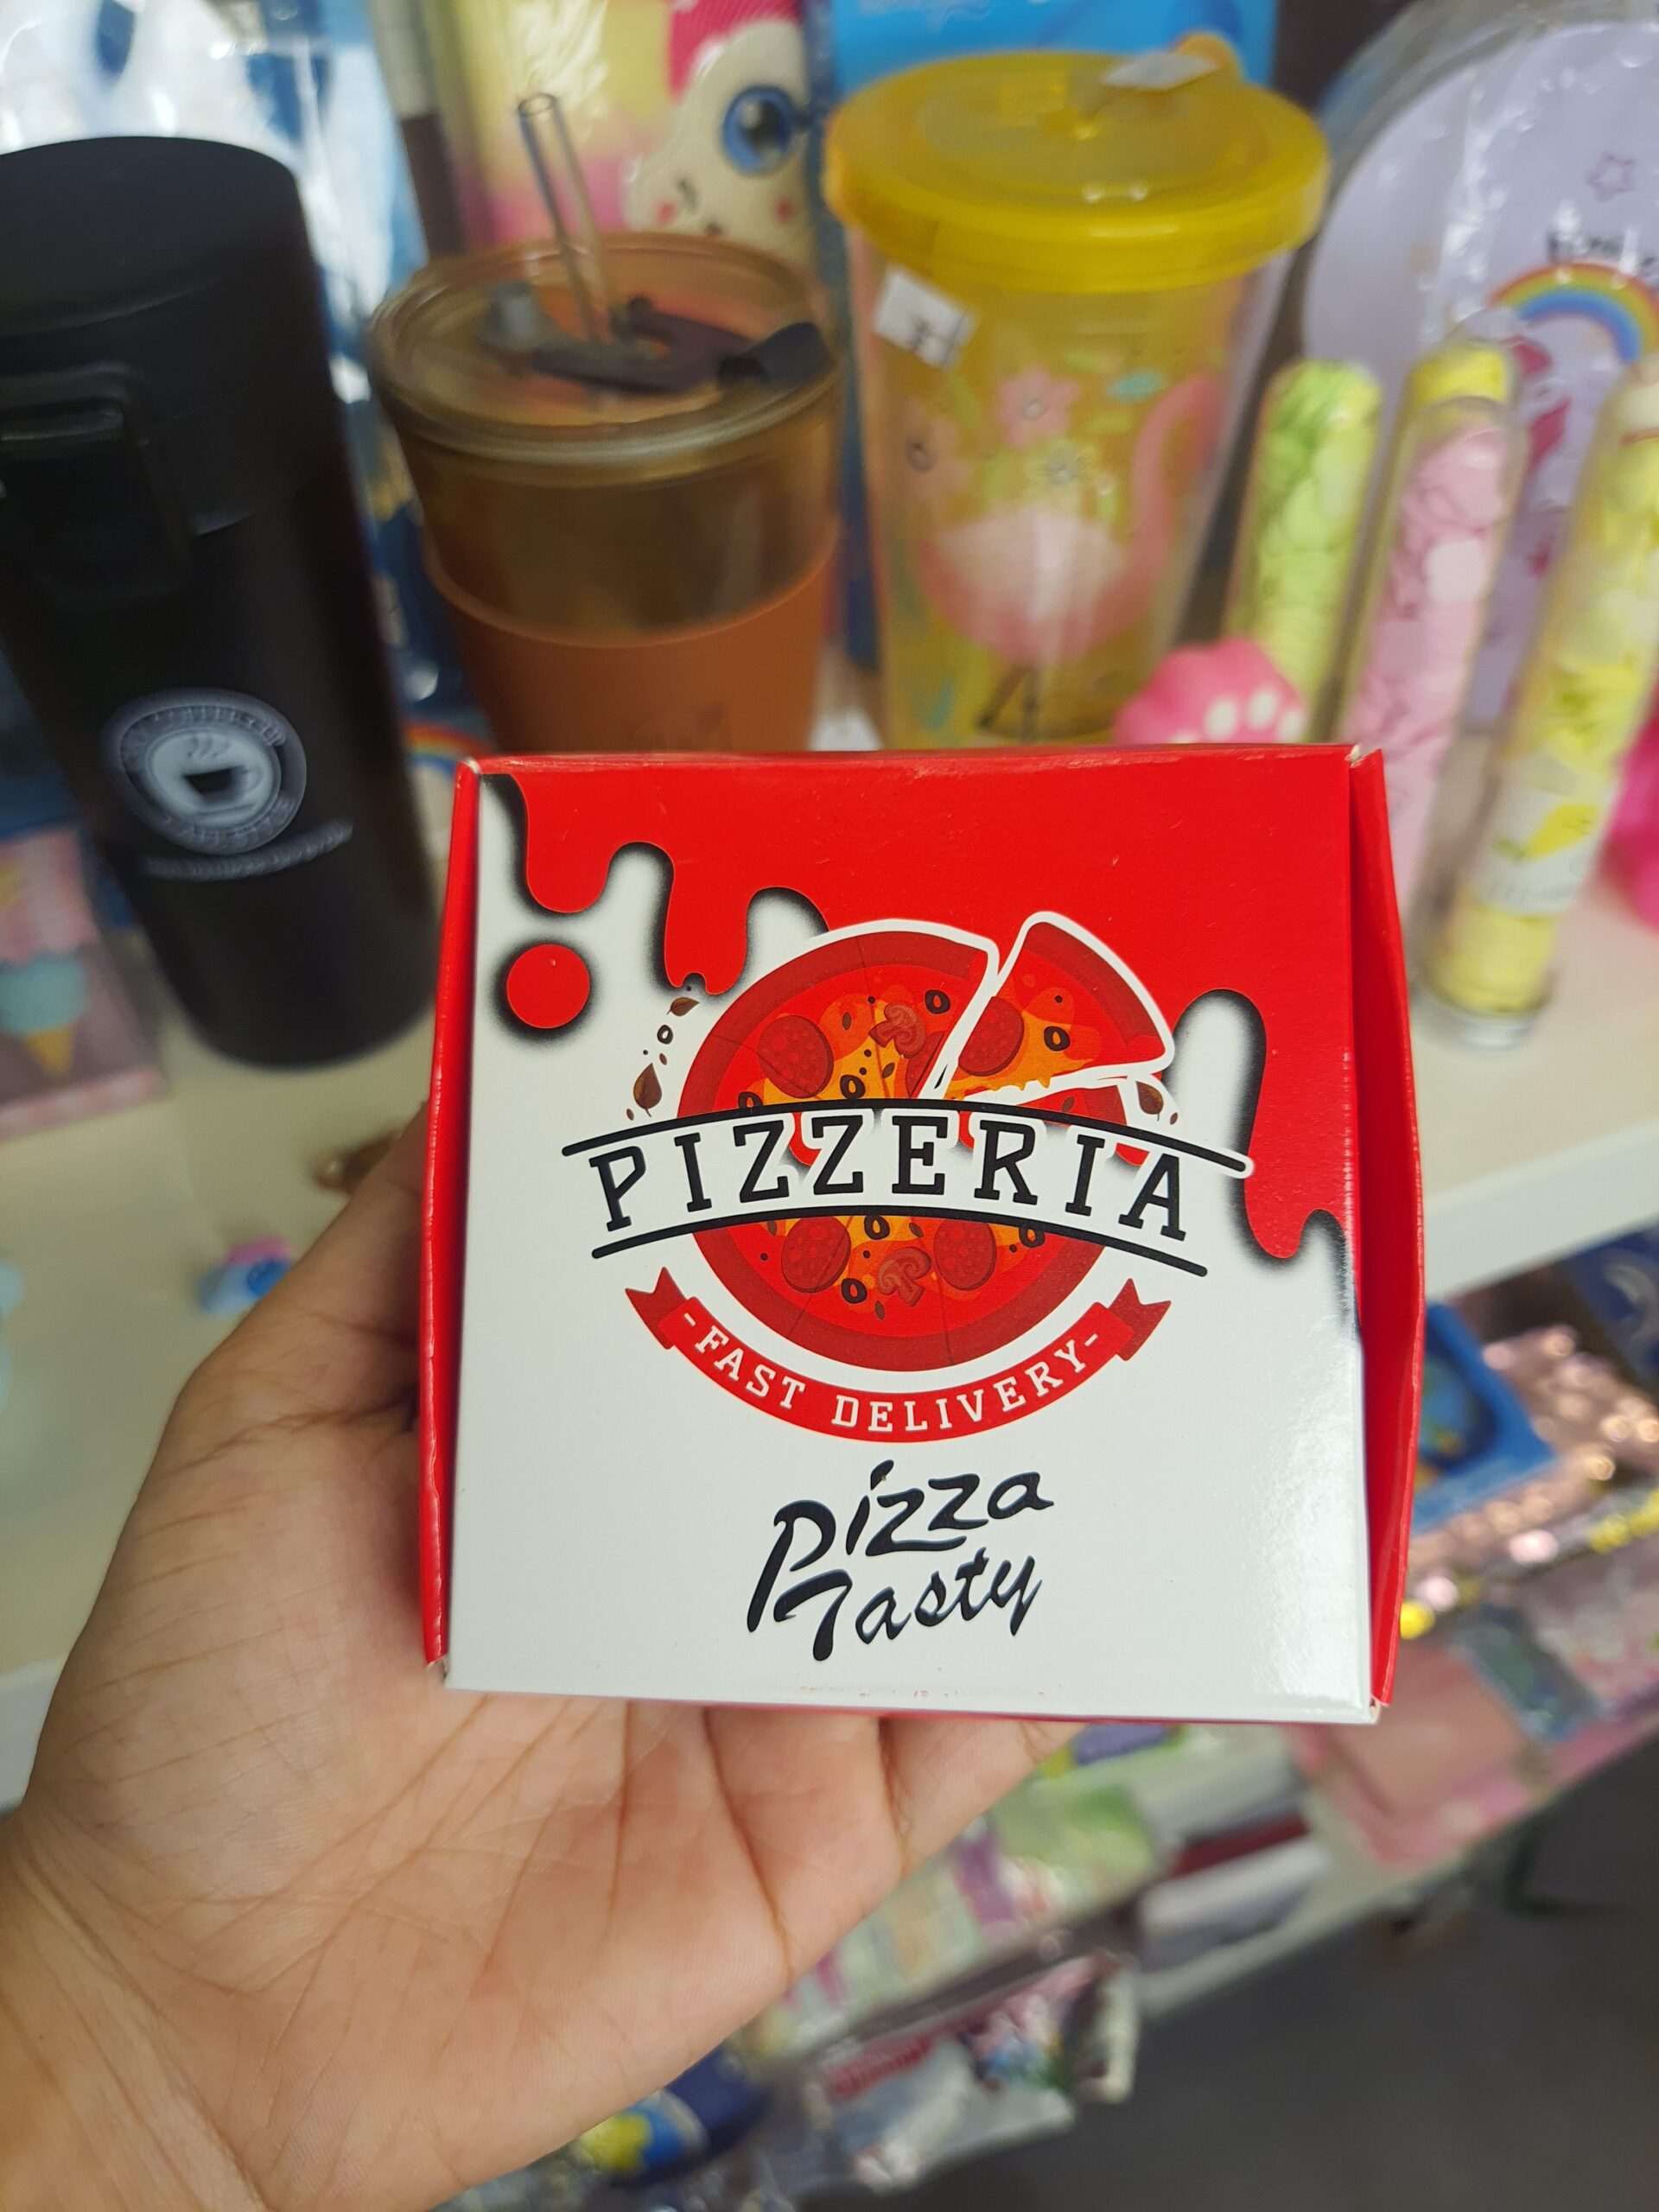 PIZZERIA
-FAST DELIVERY-
Pizza
Tasty